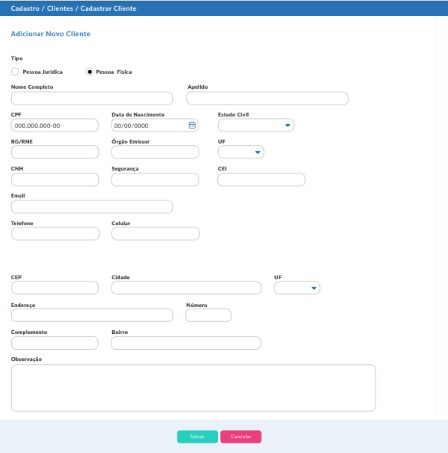 Cadastro / Clientes / Cadastrar Cliente
Adicionar Novo Cliente
Tipo
Pessoa Jurídica Pessoa Física
Nome Completo Apelido
CPF Data de Nascimento Estado Civil
000.000.000-00 00/00/0000
RG/RNE Órgão Emissor UF
CNH Segurança CEI
Email
Telefone Celular
CEP Cidade UF
Endereço Número
Complemento Bairro
Observação
Salvar Cancelar